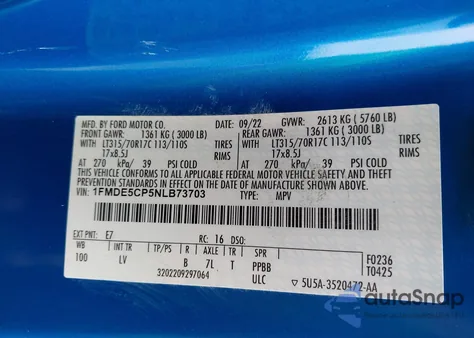 MFD. BY FORD MOTOR CO. 09/22 GVWR: 2613 KG ( 5760 LB)
FRONT GAWR: 1361 KG ( 3000 LB) REAR GAWR: 1361 KG ( 3000 LB)
WITH LT315/70R17C 113/110S TIRES WITH LT315/70R17C 113/110S TIRES
17x8.5J RIMS 17x8.5J RIMS
AT 270 kPa/ 39 PSI COLD AT 270 kPa/ 39 PSI COLD
THIS VEHICLE CONFORMS TO ALL APPLICABLE FEDERAL MOTOR VEHICLE SAFETY AND
BUMPER STANDARDS IN EFFECT ON THE DATE OF MANUFACTURE SHOWN ABOVE.
VIN: 1FMDE5CP5NLB73703 TYPE: MPV
EXT PNT: E7 RC: 16 DSO:
WB INT TR TP/PS R AXLE TR SPR F0236
100 LV B 7L T PPBB T0425
3202209297064 ULC 5U5A-3520472-AA
autoSnap